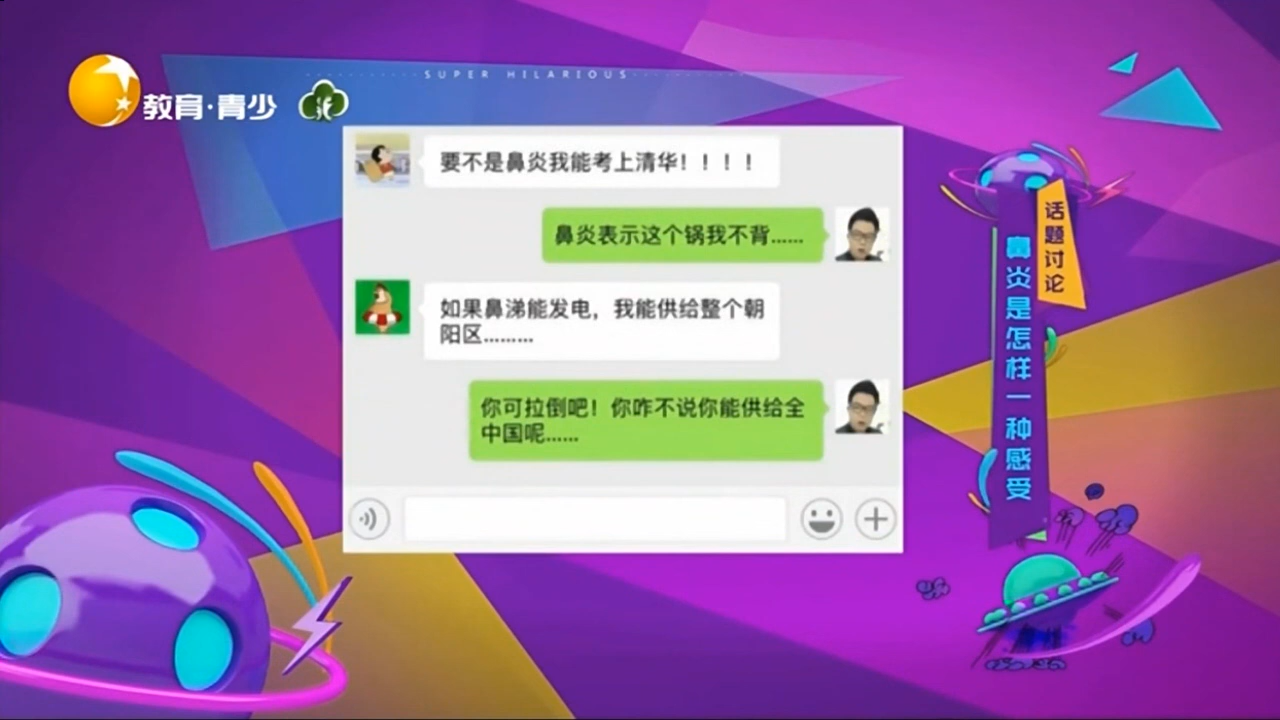 SUPER HILARIOUS
教育·青少
要不是鼻炎我能考上清华！！！！
鼻炎表示这个锅我不背……
如果鼻涕能发电，我能供给整个朝
阳区………
你可拉倒吧！你咋不说你能供给全
中国呢……
话题讨论
鼻炎是怎样一种感受